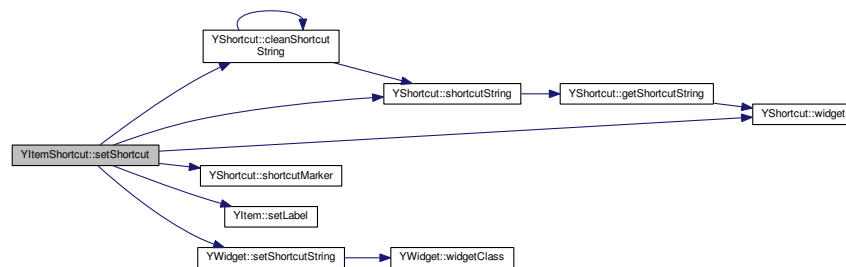 YShortcut::cleanShortcut
String
YShortcut::shortcutString
YShortcut::getShortcutString
YShortcut::widget
YItemShortcut::setShortcut
YShortcut::shortcutMarker
YItem::setLabel
YWidget::setShortcutString
YWidget::widgetClass